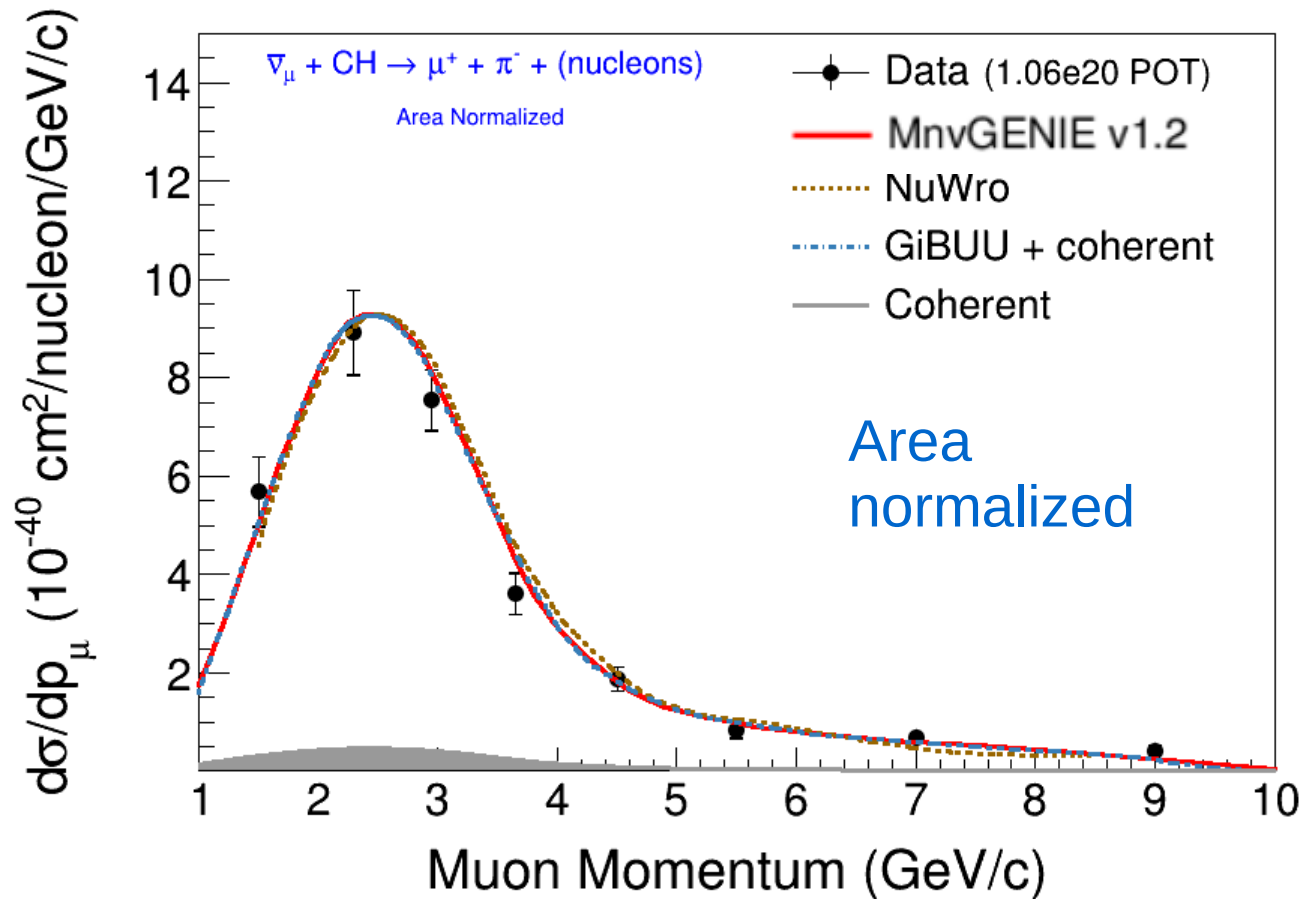 ν̄μ + CH → μ⁺ + π⁻ + (nucleons)
Area Normalized
Data (1.06e20 POT)
MnvGENIE v1.2
NuWro
GiBUU + coherent
Coherent
Area
normalized
dσ/dpμ (10⁻⁴⁰ cm²/nucleon/GeV/c)
14
12
10
8
6
4
2
1 2 3 4 5 6 7 8 9 10
Muon Momentum (GeV/c)